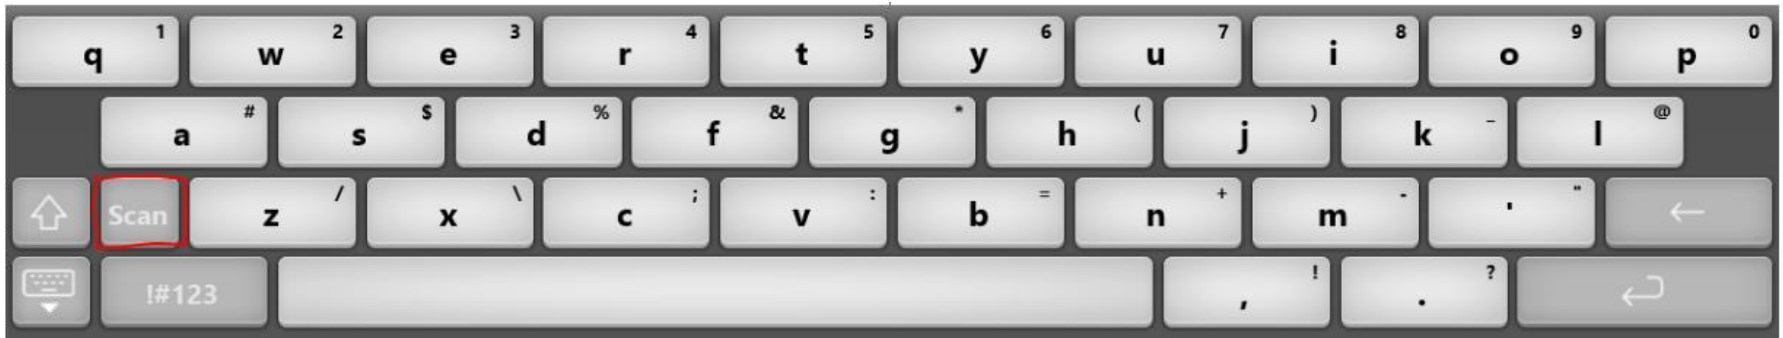 q 1 w 2 e 3 r 4 t 5 y 6 u 7 i 8 o 9 p 0
a # s $ d % f & g * h ( j ) k _ l @
Scan z / x \ c ; v : b = n + m - ' "
!#123 , ! . ?